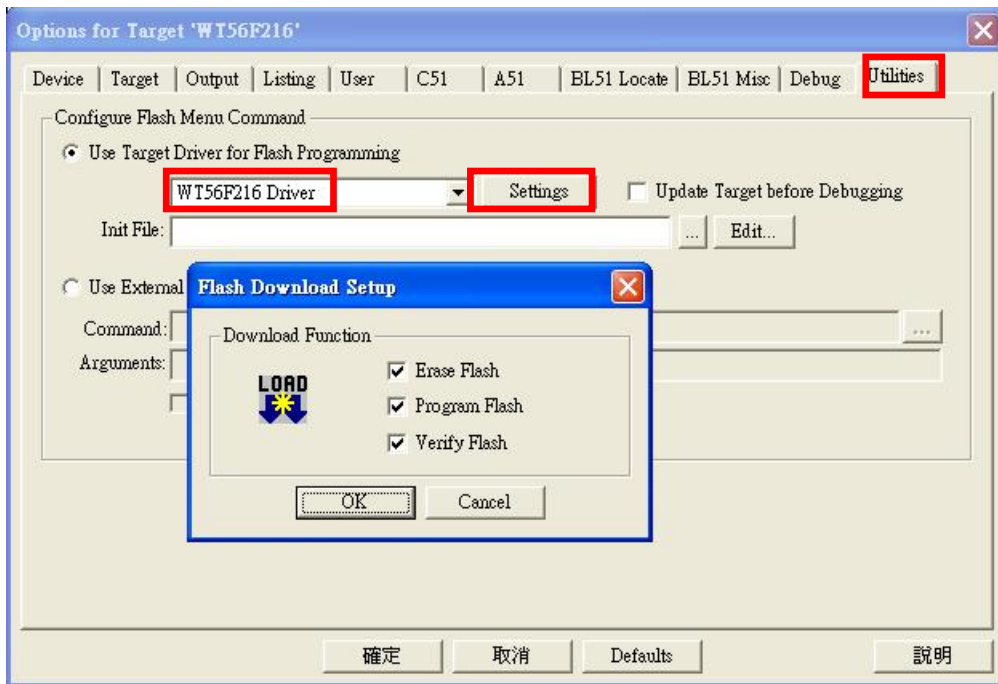 Options for Target 'WT56F216'
Device Target Output Listing User C51 A51 BL51 Locate BL51 Misc Debug Utilities
Configure Flash Menu Command
Use Target Driver for Flash Programming
WT56F216 Driver Settings Update Target before Debugging
Init File: ... Edit...
Use External
Flash Download Setup
Command: ...
Download Function
Arguments:
LOAD
Erase Flash
Program Flash
Verify Flash
OK Cancel
確定 取消 Defaults 説明